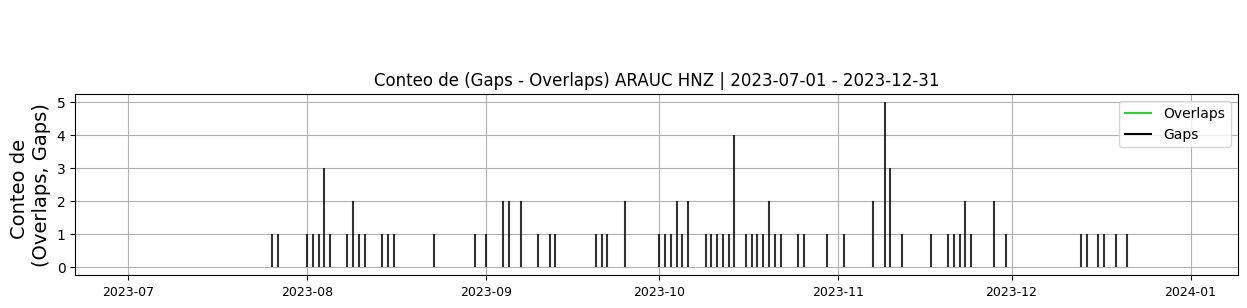 Conteo de (Gaps - Overlaps) ARAUC HNZ | 2023-07-01 - 2023-12-31
Conteo de
(Overlaps, Gaps)
5
4
3
2
1
0
Overlaps
Gaps
2023-07
2023-08
2023-09
2023-10
2023-11
2023-12
2024-01